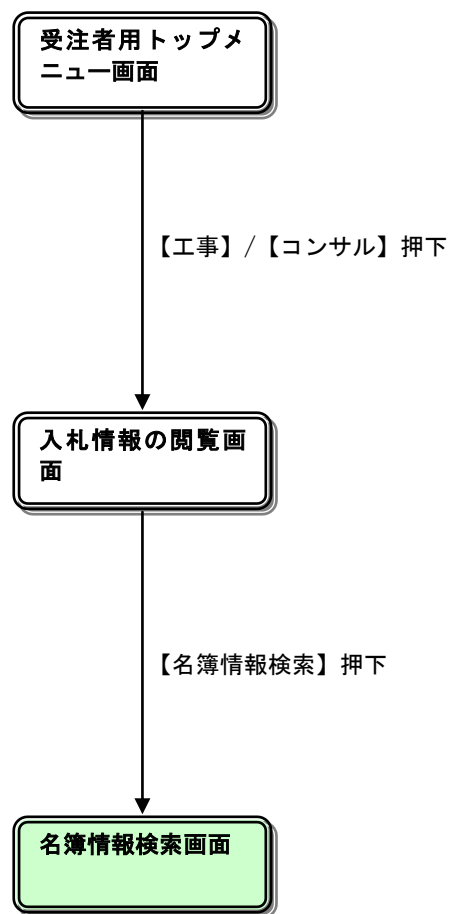 受注者用トップメ
ニュー画面
【工事】/【コンサル】押下
入札情報の閲覧画
面
【名簿情報検索】押下
名簿情報検索画面